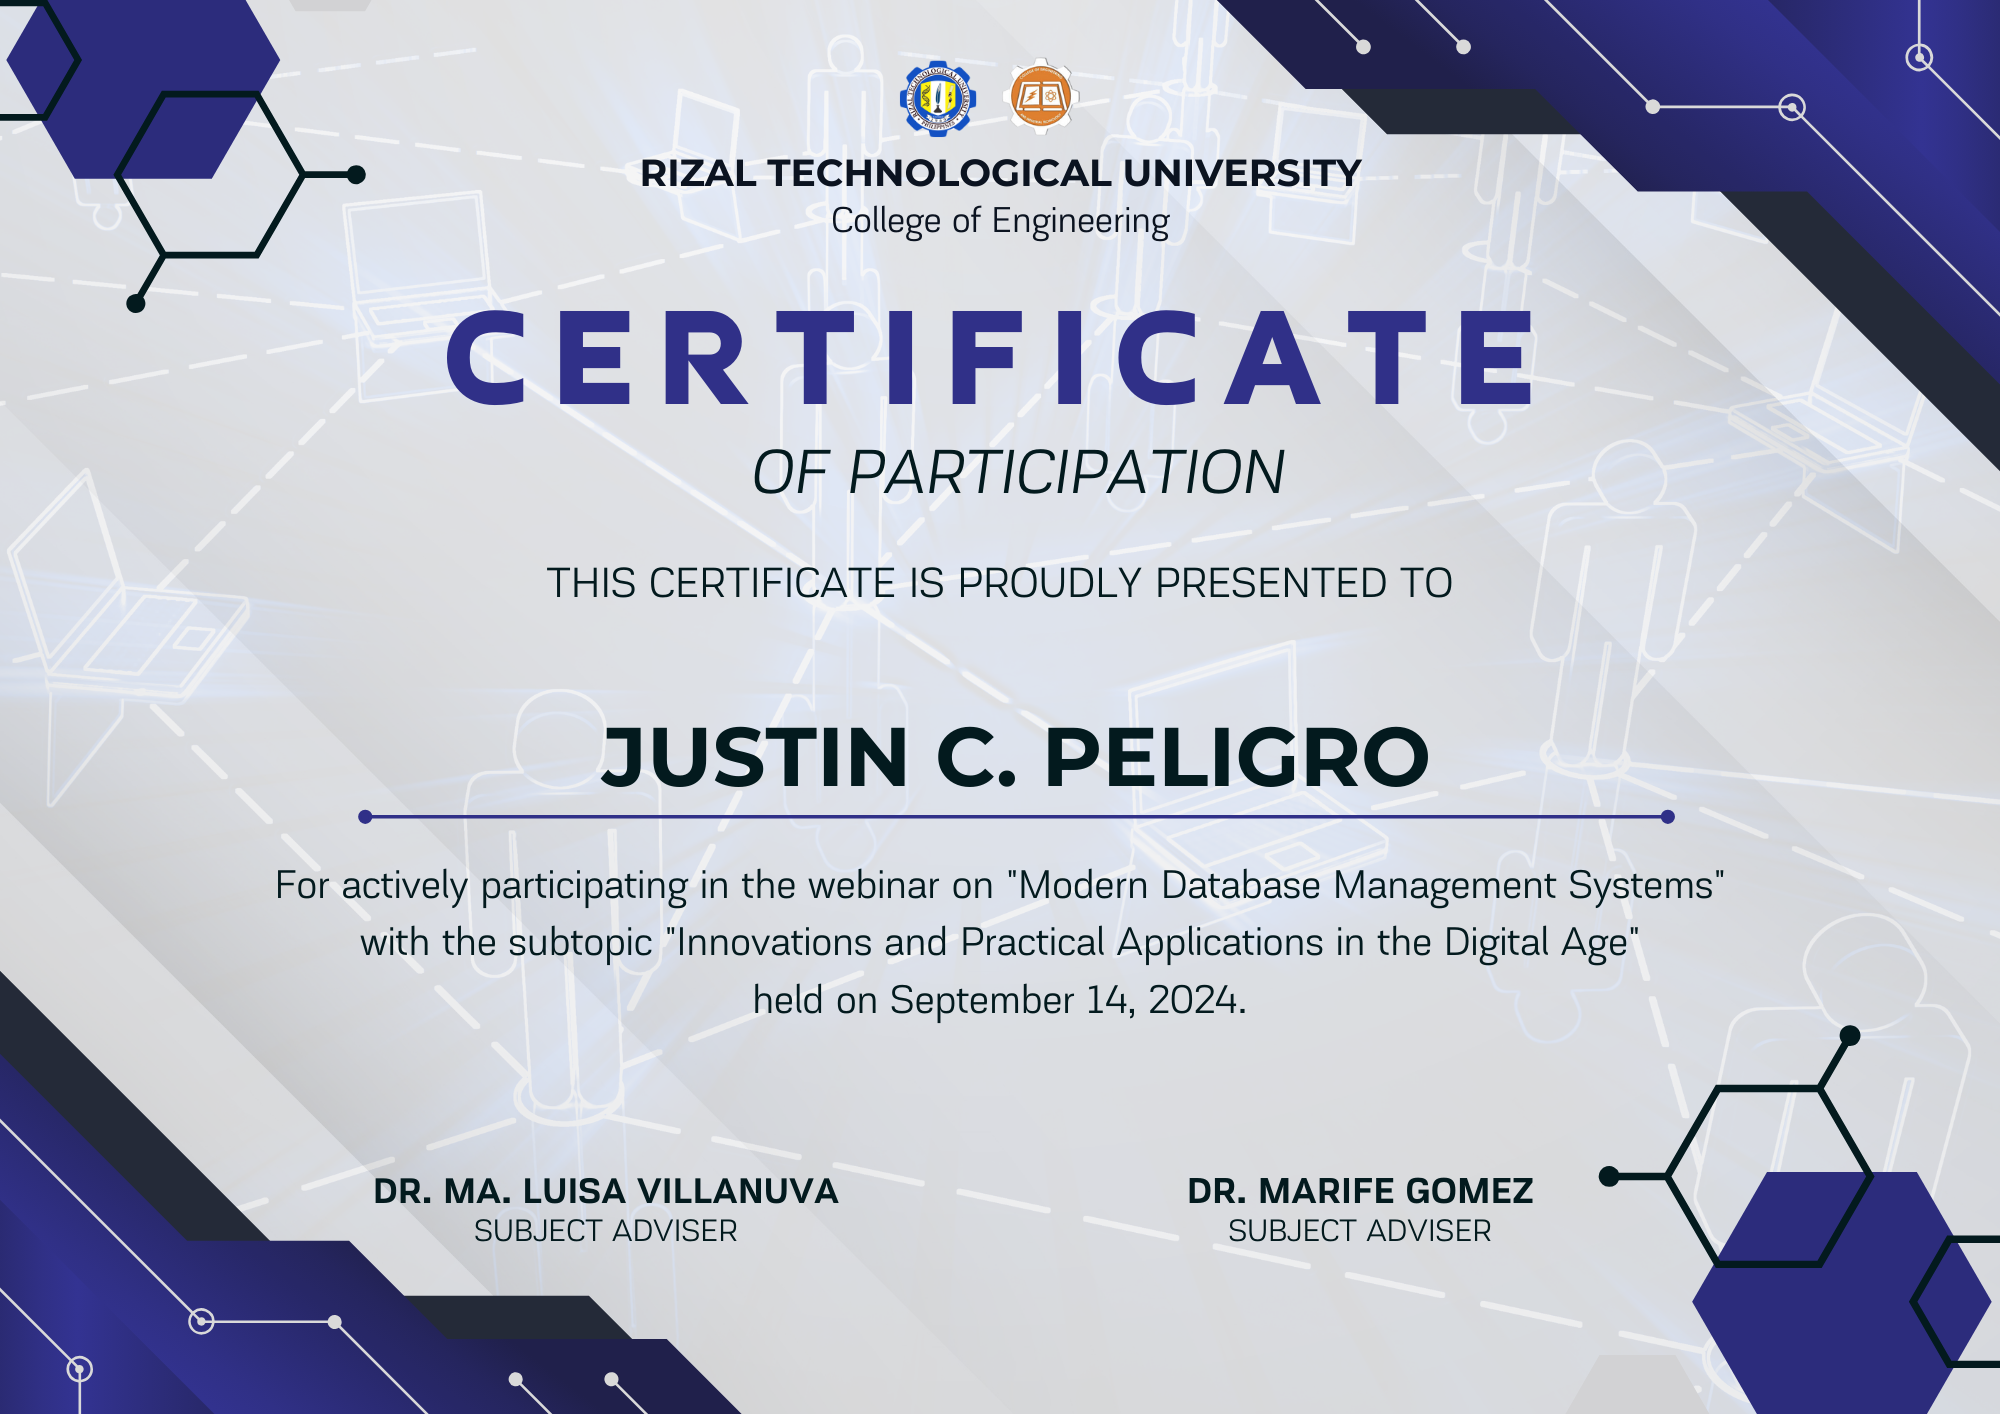 RIZAL TECHNOLOGICAL UNIVERSITY
College of Engineering
CERTIFICATE
OF PARTICIPATION
THIS CERTIFICATE IS PROUDLY PRESENTED TO
JUSTIN C. PELIGRO
For actively participating in the webinar on "Modern Database Management Systems"
with the subtopic "Innovations and Practical Applications in the Digital Age"
held on September 14, 2024.
DR. MA. LUISA VILLANUVA
SUBJECT ADVISER
DR. MARIFE GOMEZ
SUBJECT ADVISER